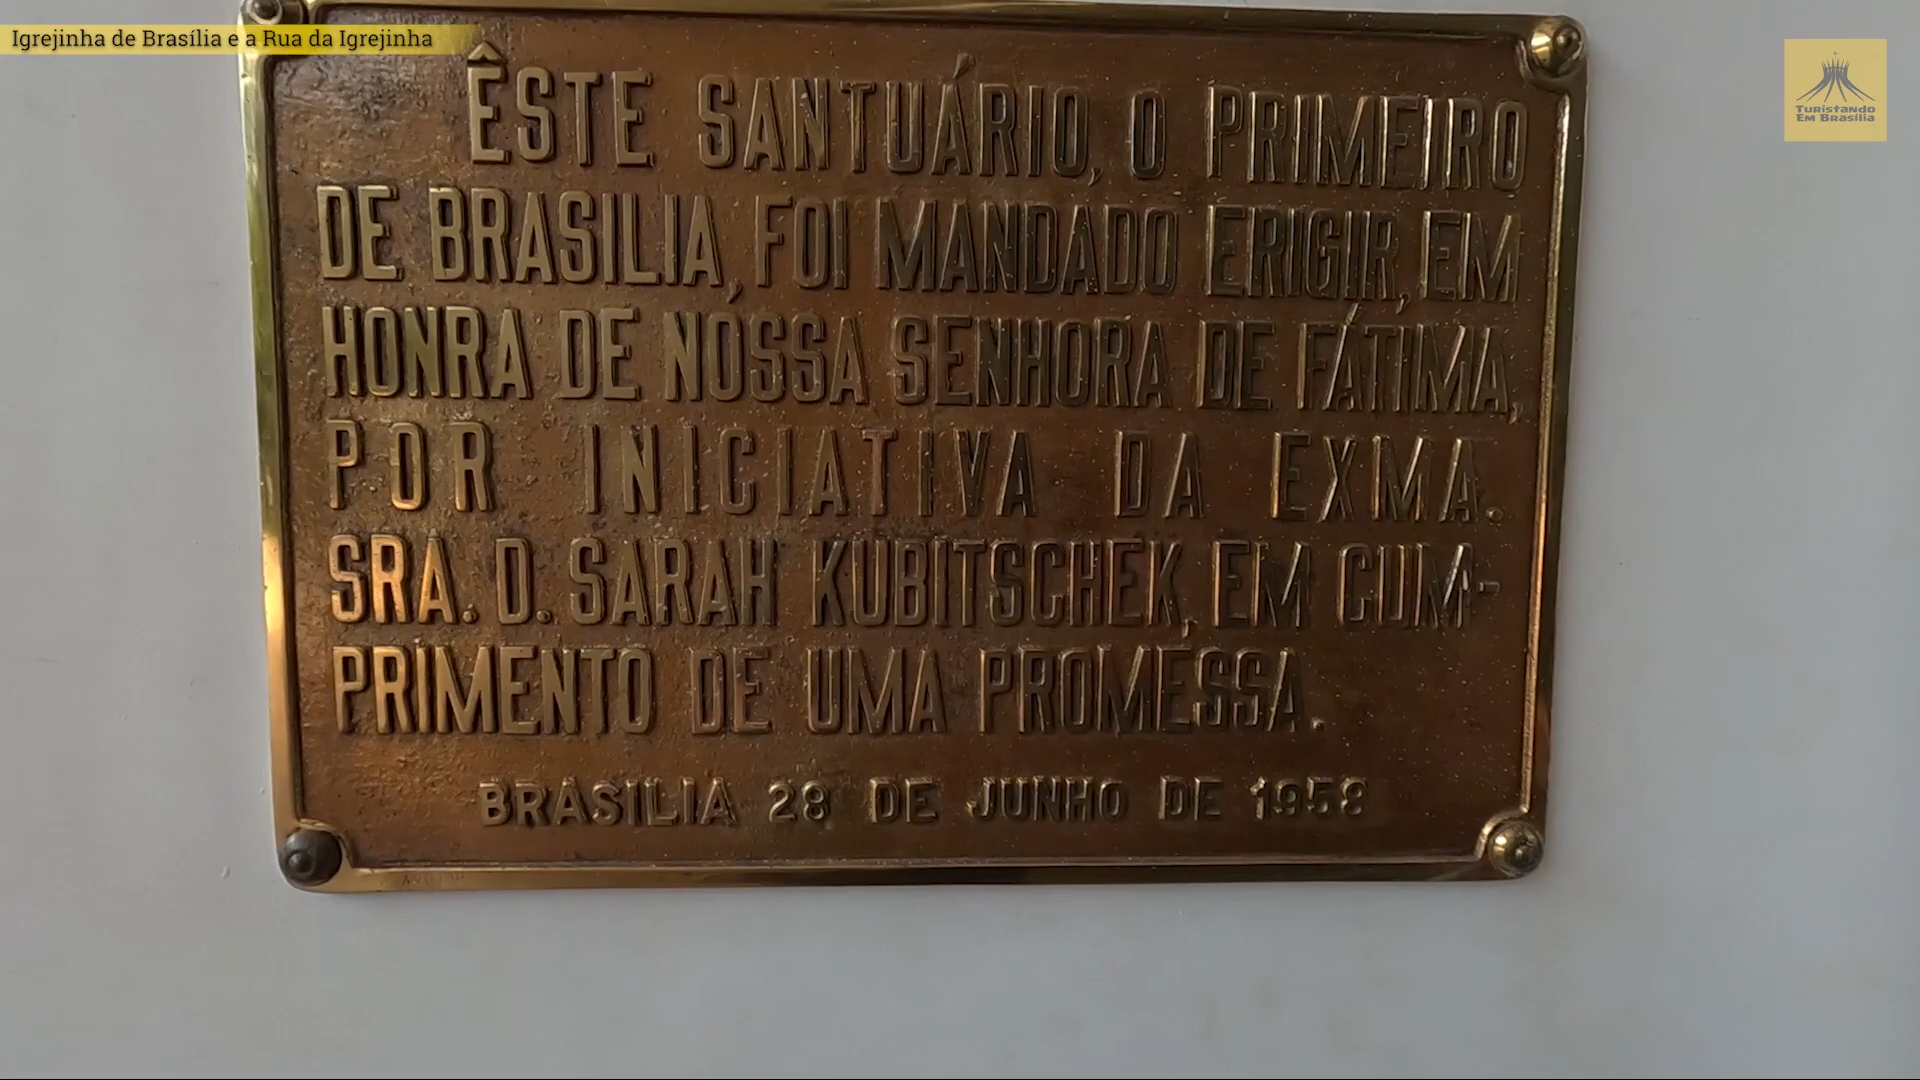 Igrejinha de Brasília e a Rua da Igrejinha
Turistando
Em Brasília
ÊSTE SANTUÁRIO, O PRIMEIRO
DE BRASILIA, FOI MANDADO ERIGIR, EM
HONRA DE NOSSA SENHORA DE FÁTIMA,
POR INICIATIVA DA EXMA.
SRA. D. SARAH KUBITSCHEK, EM CUM-
PRIMENTO DE UMA PROMESSA.
BRASILIA 28 DE JUNHO DE 1958